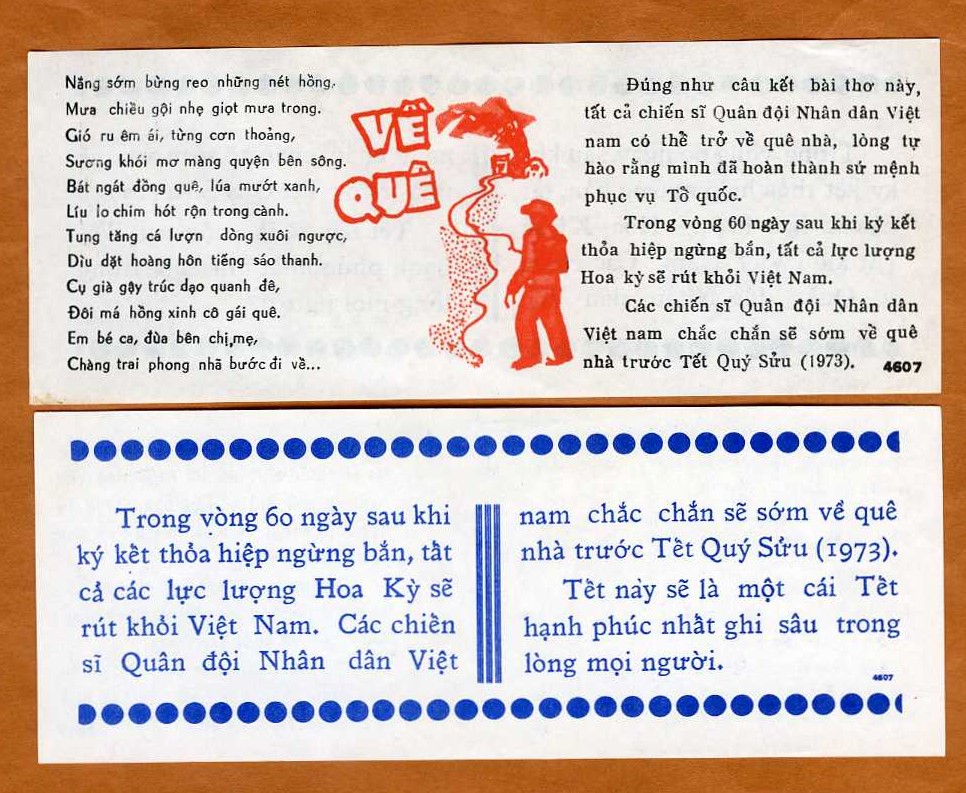 Nắng sớm bừng reo những nét hồng,
Mưa chiều gội nhẹ giọt mưa trong.
Gió ru êm ái, từng cơn thoảng,
Sương khói mơ màng quyện bên sông.
Bát ngát đồng quê, lúa mướt xanh,
Líu lo chim hót rộn trong cành.
Tung tăng cá lượn dòng xuôi ngược,
Dìu dặt hoàng hôn tiếng sáo thanh.
Cụ già gậy trúc dạo quanh đê,
Đôi má hồng xinh cô gái quê.
Em bé ca, đùa bên chị, mẹ,
Chàng trai phong nhã bước đi về...
VỀ
QUÊ
Đúng như câu kết bài thơ này,
tất cả chiến sĩ Quân đội Nhân dân Việt
nam có thể trở về quê nhà, lòng tự
hào rằng mình đã hoàn thành sứ mệnh
phục vụ Tổ quốc.
Trong vòng 60 ngày sau khi ký kết
thỏa hiệp ngừng bắn, tất cả lực lượng
Hoa kỳ sẽ rút khỏi Việt Nam.
Các chiến sĩ Quân đội Nhân dân
Việt nam chắc chắn sẽ sớm về quê
nhà trước Tết Quý Sửu (1973).
4607
Trong vòng 60 ngày sau khi
ký kết thỏa hiệp ngừng bắn, tất
cả các lực lượng Hoa Kỳ sẽ
rút khỏi Việt Nam. Các chiến
sĩ Quân đội Nhân dân Việt
nam chắc chắn sẽ sớm về quê
nhà trước Tết Quý Sửu (1973).
Tết này sẽ là một cái Tết
hạnh phúc nhất ghi sâu trong
lòng mọi người.
4607